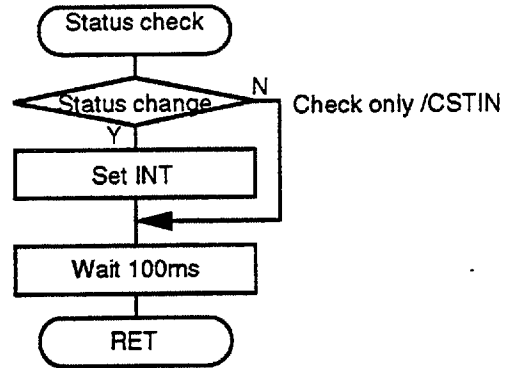 Status check
N
Status change
Check only /CSTIN
Y
Set INT
Wait 100ms
RET